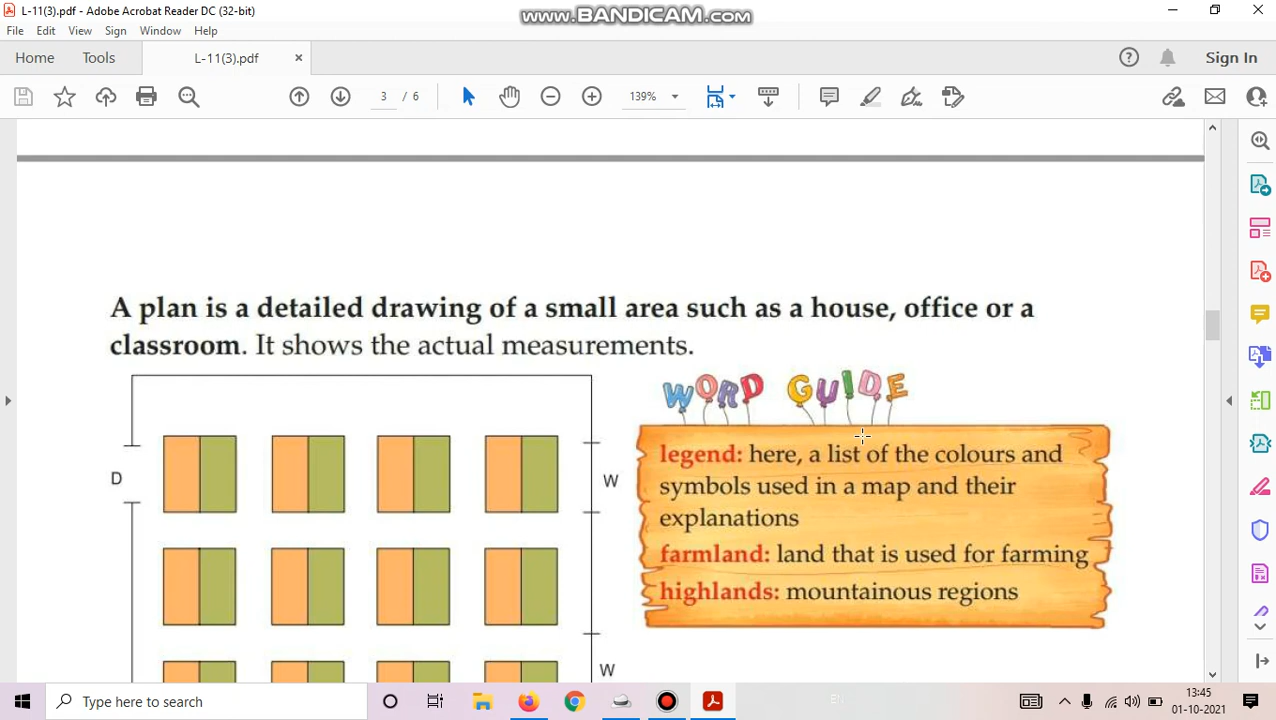 L-11(3).pdf - Adobe Acrobat Reader DC (32-bit)
www.BANDICAM.com
File Edit View Sign Window Help
Home Tools L-11(3).pdf × Sign In
3 / 6 139%
A plan is a detailed drawing of a small area such as a house, office or a
classroom. It shows the actual measurements.
WORD GUIDE
legend: here, a list of the colours and
symbols used in a map and their
explanations
farmland: land that is used for farming
highlands: mountainous regions
D
W
W
Type here to search
13:45
01-10-2021